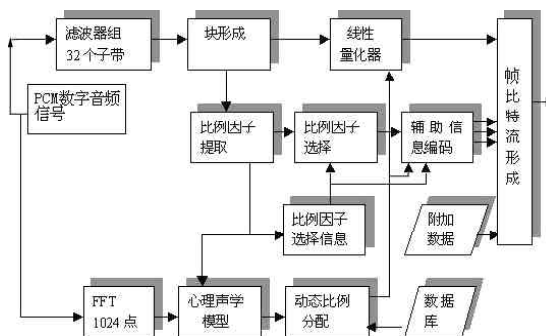 滤波器组
32个子带
块形成
线性
量化器
PCM数字音频
信号
比例因子
提取
比例因子
选择
辅助信
息编码
帧比特流形成
比例因子
选择信息
附加
数据
FFT
1024点
心理声学
模型
动态比例
分配
数据
库